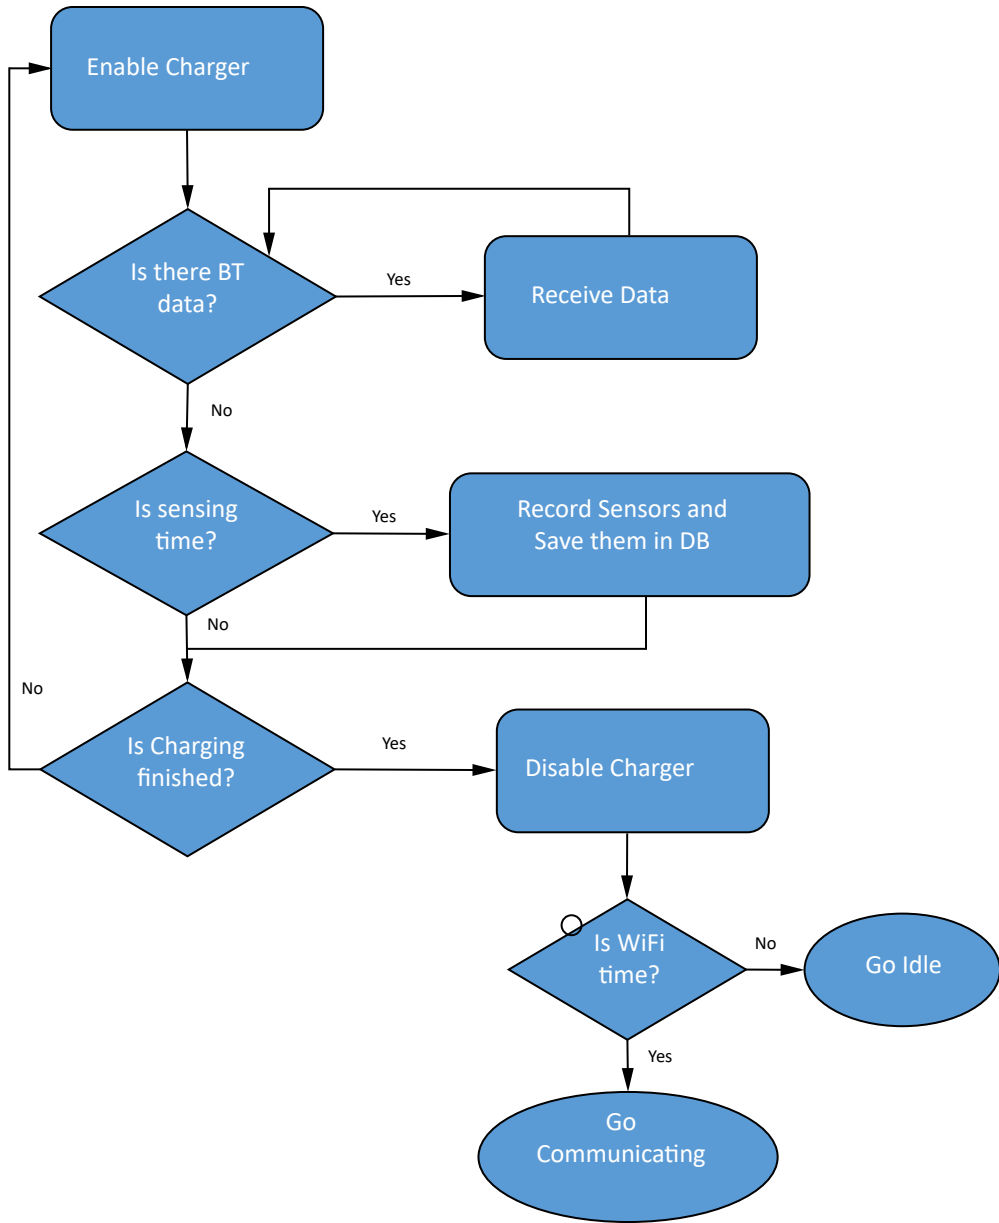 Enable Charger
Is there BT
data?
Yes
Receive Data
No
Is sensing
time?
Yes
Record Sensors and
Save them in DB
No
No
Is Charging
finished?
Yes
Disable Charger
Is WiFi
time?
No
Go Idle
Yes
Go
Communicating